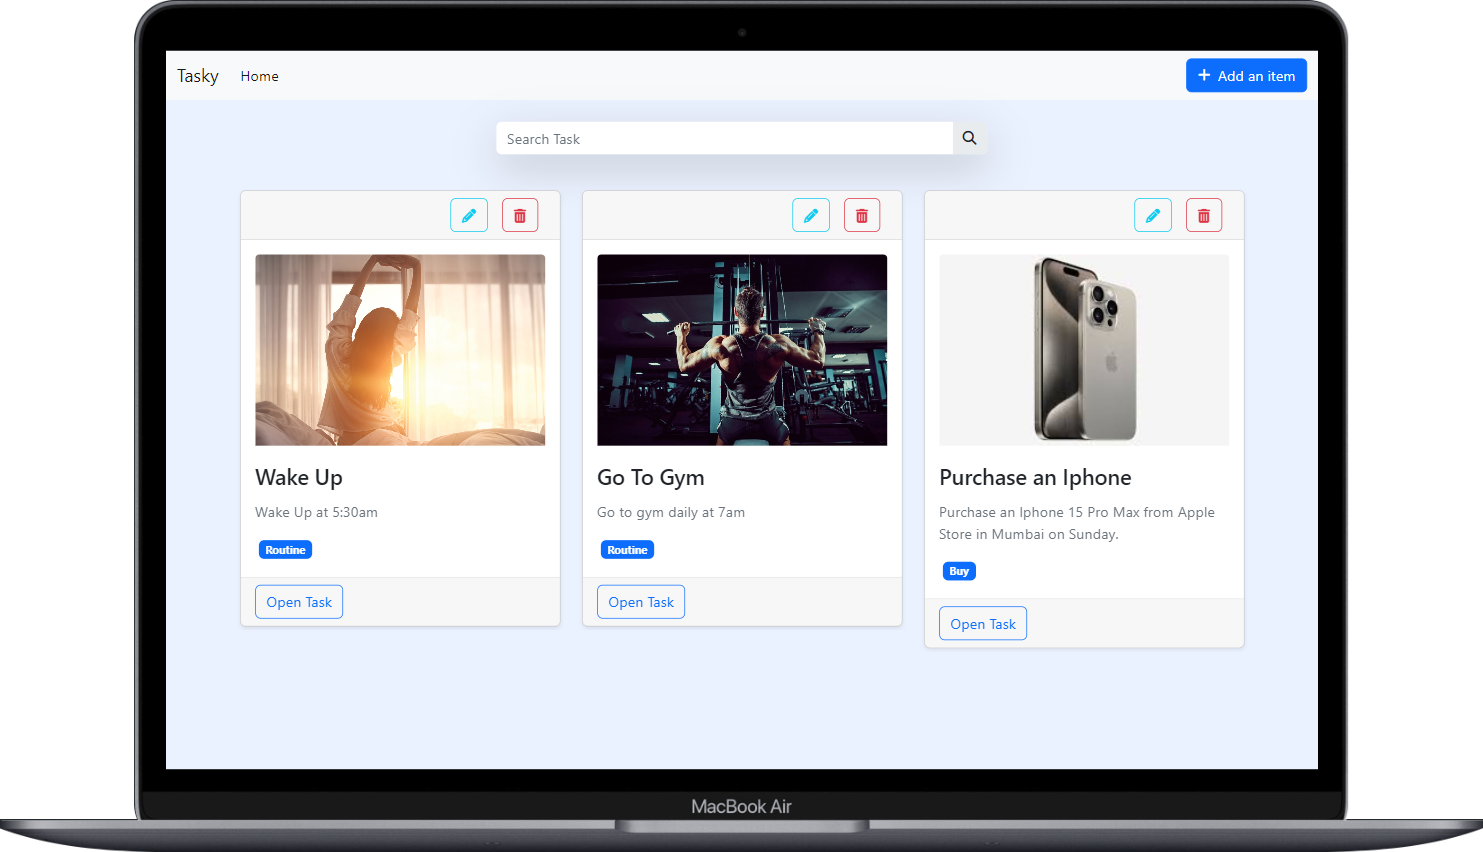 Tasky
Home
Add an item
Search Task
Wake Up
Wake Up at 5:30am
Routine
Open Task
Go To Gym
Go to gym daily at 7am
Routine
Open Task
Purchase an Iphone
Purchase an Iphone 15 Pro Max from Apple
Store in Mumbai on Sunday.
Buy
Open Task
MacBook Air